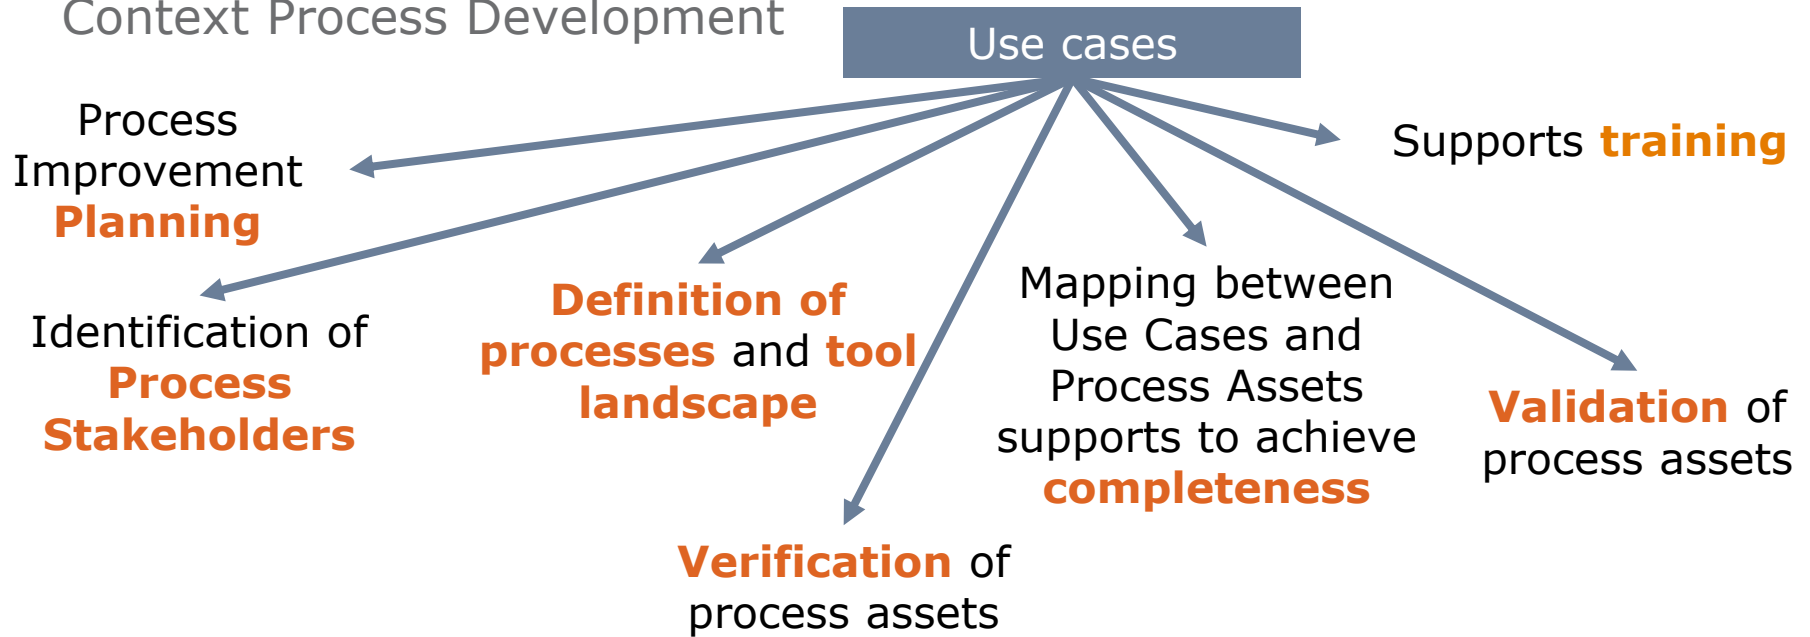 Context Process Development
Use cases
Process
Improvement
Planning
Supports training
Identification of
Process
Stakeholders
Definition of
processes and tool
landscape
Mapping between
Use Cases and
Process Assets
supports to achieve
completeness
Validation of
process assets
Verification of
process assets